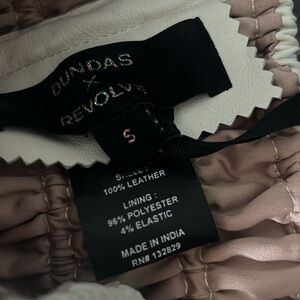 DUNDAS
×
REVOLVE
S
SHELL:
100% LEATHER
LINING :
96% POLYESTER
4% ELASTIC
MADE IN INDIA
RN# 132829